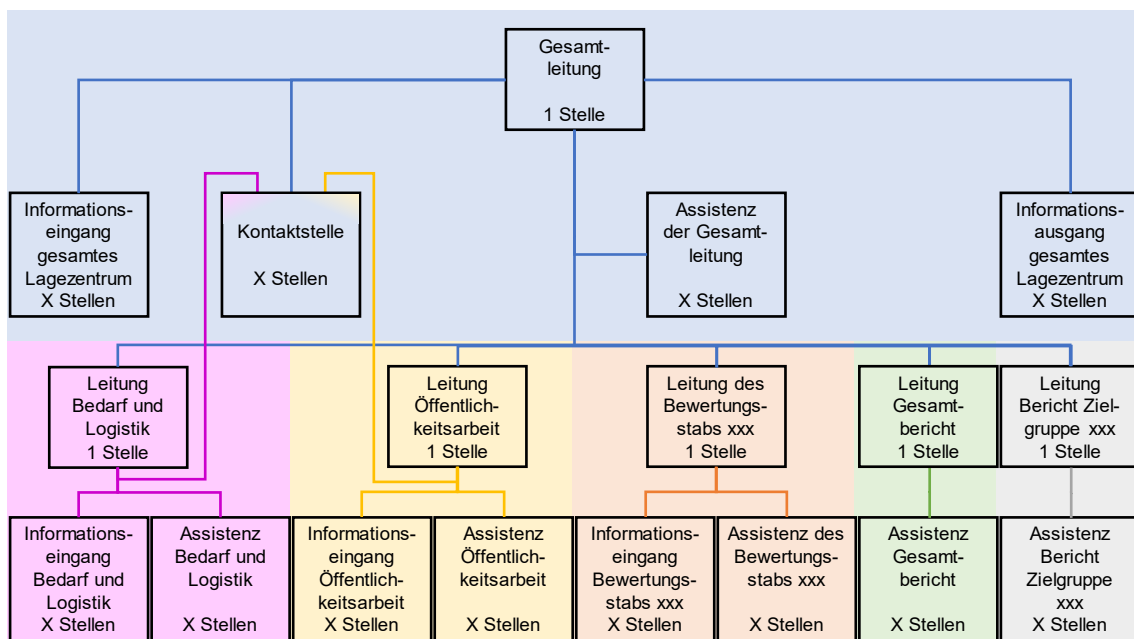 Gesamt-
leitung
1 Stelle
Informations-
eingang
gesamtes
Lagezentrum
X Stellen
Kontaktstelle
X Stellen
Assistenz
der Gesamt-
leitung
X Stellen
Informations-
ausgang
gesamtes
Lagezentrum
X Stellen
Leitung
Bedarf und
Logistik
1 Stelle
Leitung
Öffentlich-
keitsarbeit
1 Stelle
Leitung des
Bewertungs-
stabs xxx
1 Stelle
Leitung
Gesamt-
bericht
1 Stelle
Leitung
Bericht Ziel-
gruppe xxx
1 Stelle
Informations-
eingang
Bedarf und
Logistik
X Stellen
Assistenz
Bedarf und
Logistik
X Stellen
Informations-
eingang
Öffentlich-
keitsarbeit
X Stellen
Assistenz
Öffentlich-
keitsarbeit
X Stellen
Informations-
eingang
Bewertungs-
stabs xxx
X Stellen
Assistenz des
Bewertungs-
stabs xxx
X Stellen
Assistenz
Gesamt-
bericht
X Stellen
Assistenz
Bericht
Zielgruppe
xxx
X Stellen